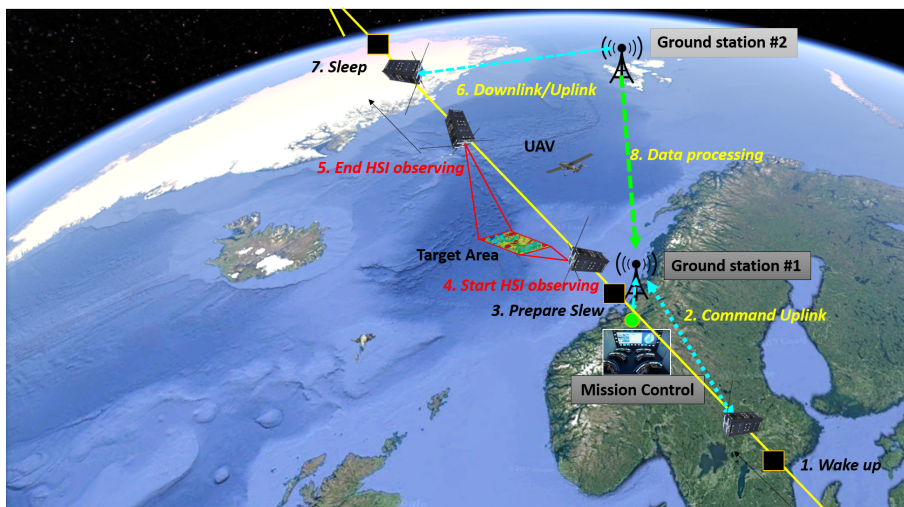 Ground station #2
7. Sleep
6. Downlink/Uplink
UAV
5. End HSI observing
8. Data processing
Target Area
Ground station #1
4. Start HSI observing
3. Prepare Slew
2. Command Uplink
Mission Control
1. Wake up